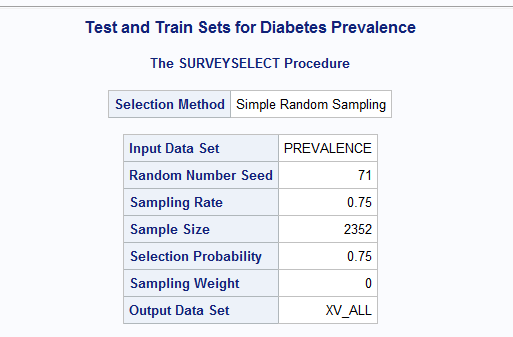 Test and Train Sets for Diabetes Prevalence
The SURVEYSELECT Procedure
Selection Method Simple Random Sampling
Input Data Set PREVALENCE
Random Number Seed 71
Sampling Rate 0.75
Sample Size 2352
Selection Probability 0.75
Sampling Weight 0
Output Data Set XV_ALL